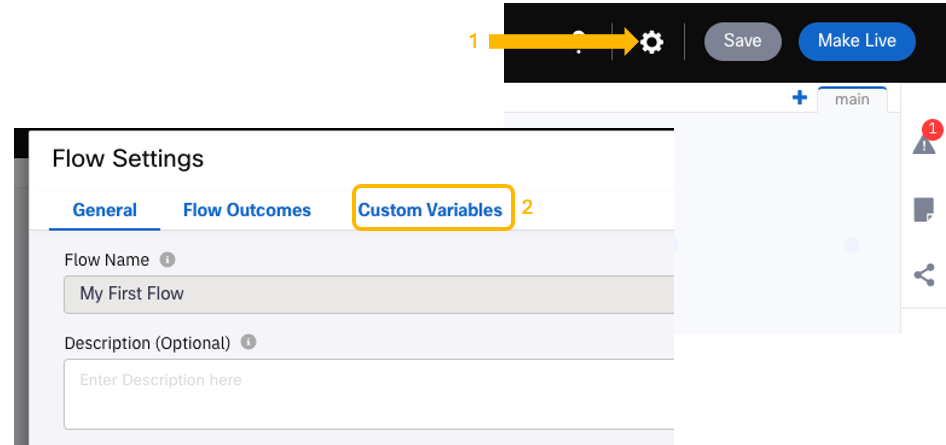 1
Save
Make Live
main
1
Flow Settings
General
Flow Outcomes
Custom Variables
2
Flow Name
My First Flow
Description (Optional)
Enter Description here